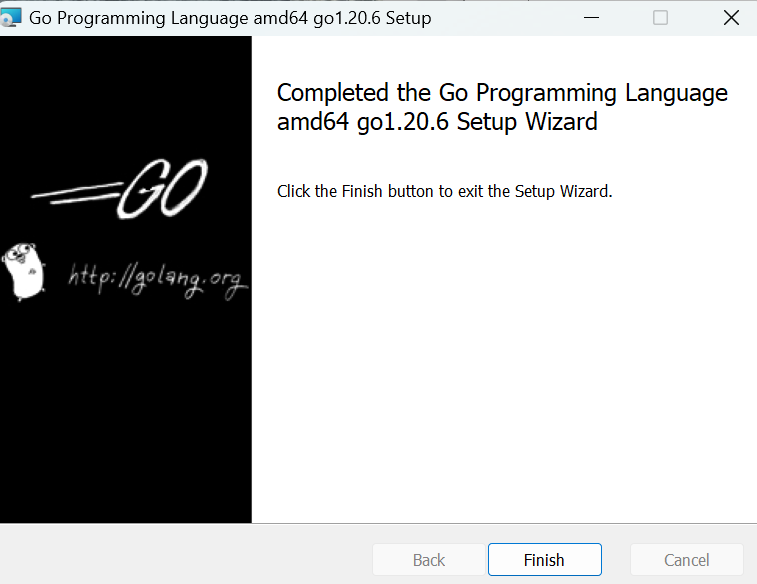 Go Programming Language amd64 go1.20.6 Setup
Completed the Go Programming Language
amd64 go1.20.6 Setup Wizard
Click the Finish button to exit the Setup Wizard.
GO
http://golang.org
Back
Finish
Cancel